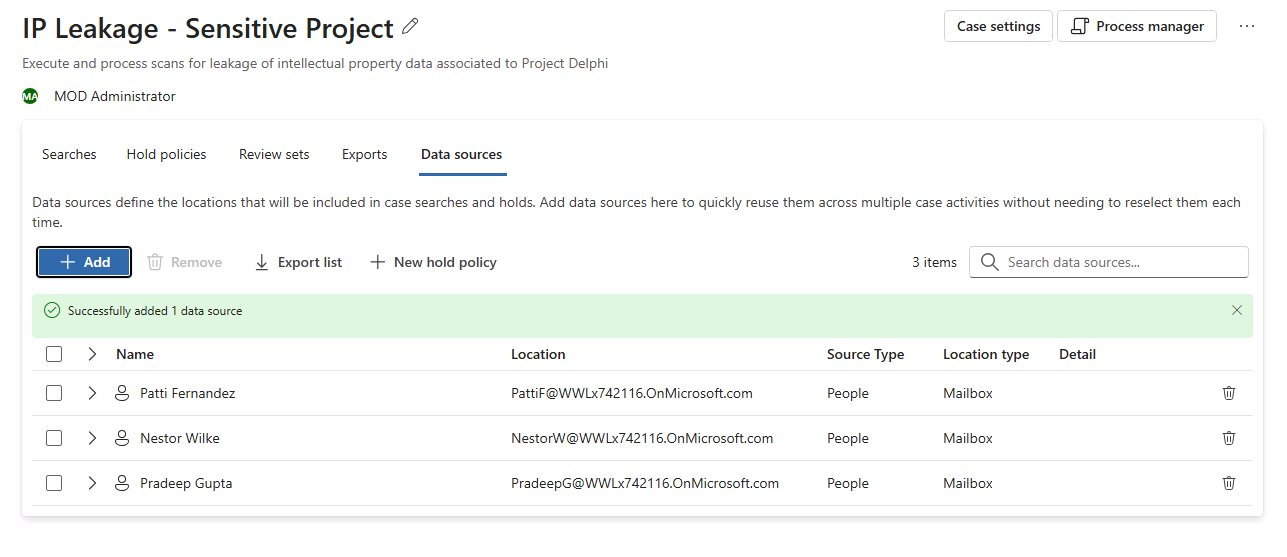 IP Leakage - Sensitive Project
Case settings
Process manager
Execute and process scans for leakage of intellectual property data associated to Project Delphi
MA MOD Administrator
Searches Hold policies Review sets Exports Data sources
Data sources define the locations that will be included in case searches and holds. Add data sources here to quickly reuse them across multiple case activities without needing to reselect them each
time.
Add Remove Export list New hold policy 3 items Search data sources...
Successfully added 1 data source
Name Location Source Type Location type Detail
Patti Fernandez PattiF@WWLx742116.OnMicrosoft.com People Mailbox
Nestor Wilke NestorW@WWLx742116.OnMicrosoft.com People Mailbox
Pradeep Gupta PradeepG@WWLx742116.OnMicrosoft.com People Mailbox